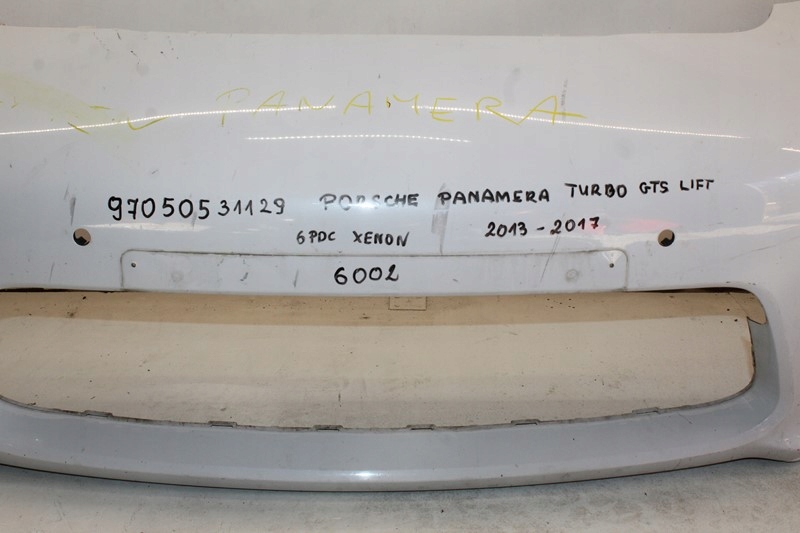 PANAMERA
97050531129 PORSCHE PANAMERA TURBO GTS LIFT
6PDC XENON 2013-2017
6002